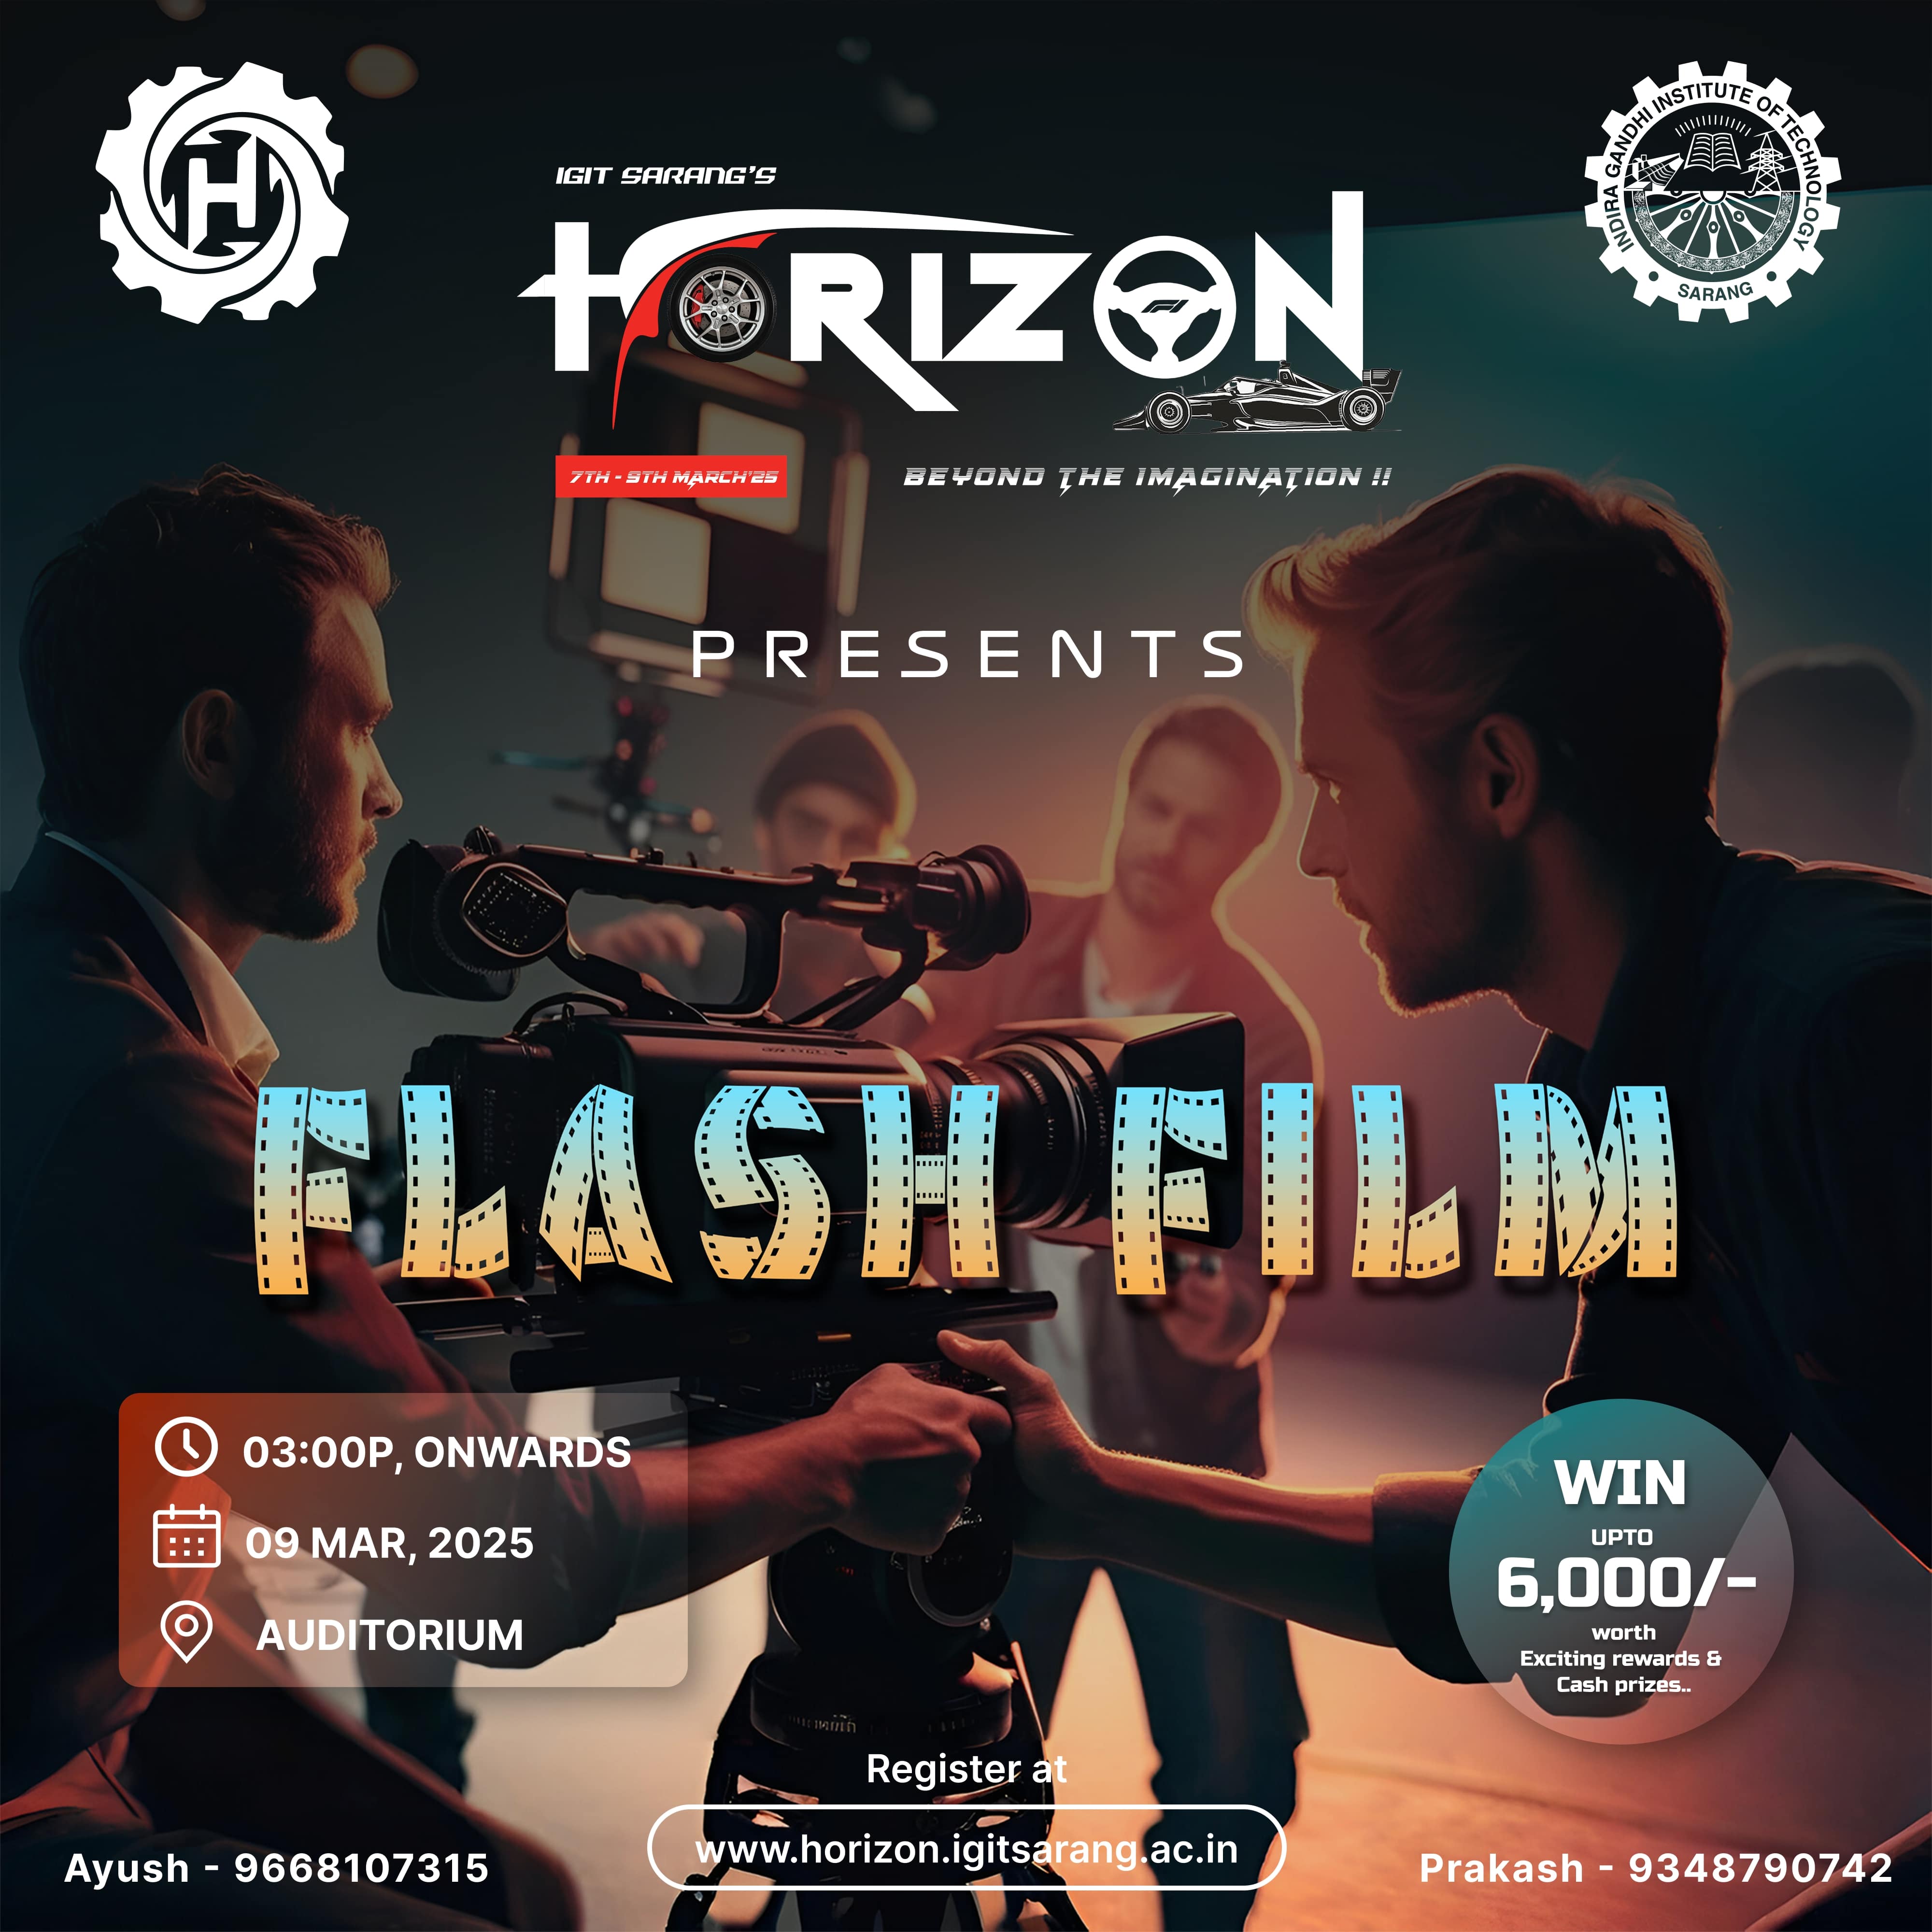 H
INDIRA GANDHI INSTITUTE OF TECHNOLOGY
SARANG
IGIT SARANG'S
HORIZON
7TH - 9TH MARCH'25
BEYOND THE IMAGINATION !!
PRESENTS
FLASH FILM
03:00P, ONWARDS
09 MAR, 2025
AUDITORIUM
WIN
UPTO
6,000/-
worth
Exciting rewards &
Cash prizes..
Register at
www.horizon.igitsarang.ac.in
Ayush - 9668107315
Prakash - 9348790742